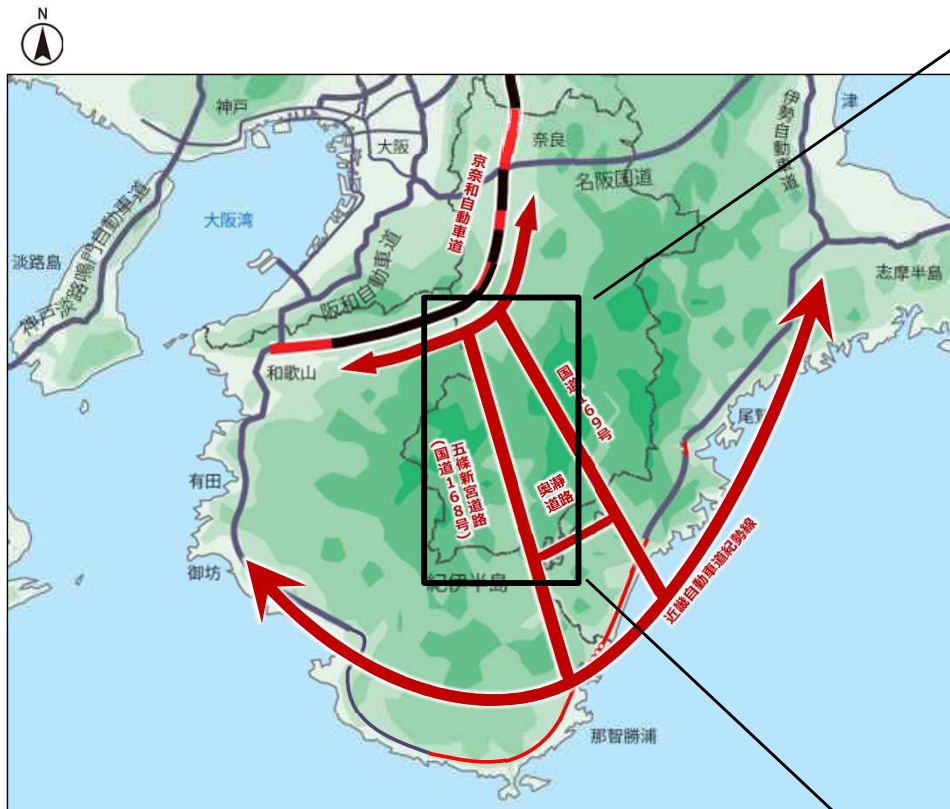 N
神戸
大阪
奈良
津
伊勢自動車道
名阪国道
京奈和自動車道
大阪湾
淡路島
神戸淡路鳴門自動車道
阪和自動車道
志摩半島
和歌山
国道169号
尾鷲
五條新宮道路
(国道168号)
奥瀞
道路
有田
御坊
紀伊半島
近畿自動車道紀勢線
那智勝浦